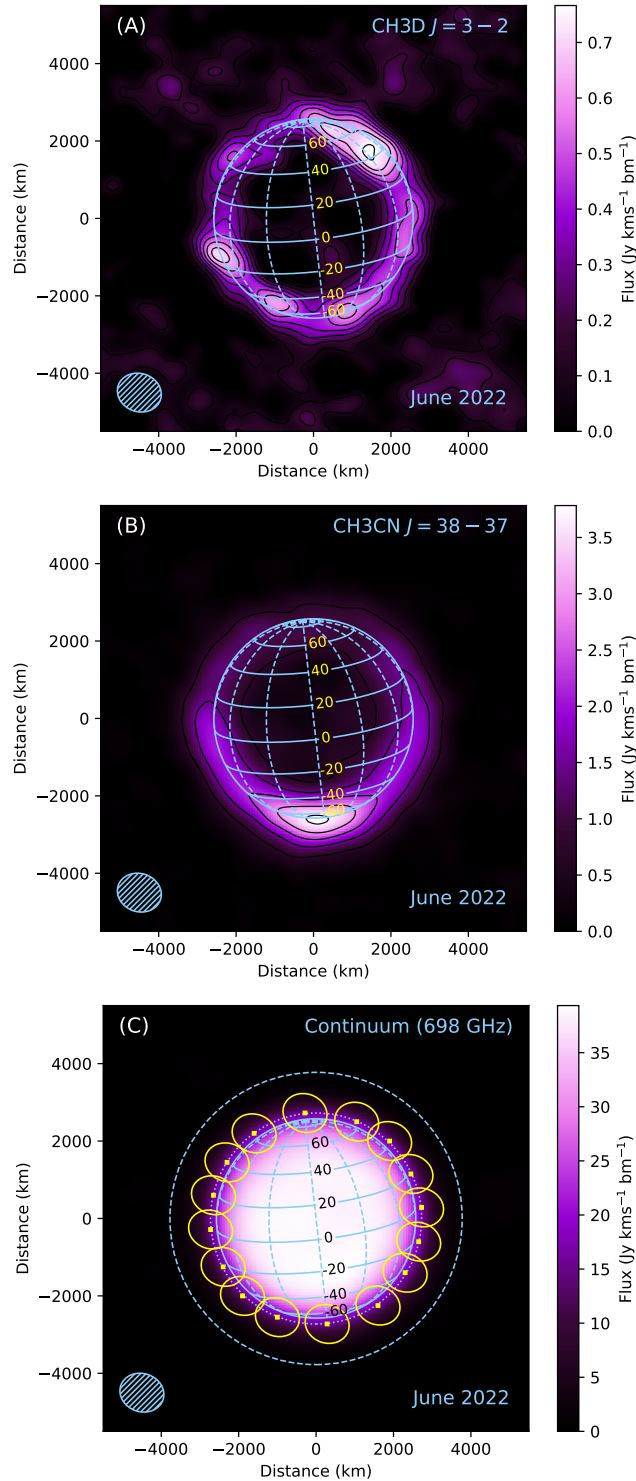 (A)
CH3D J = 3 − 2
4000
2000
0
−2000
−4000
Distance (km)
60
40
20
0
-20
-40
-60
June 2022
−4000 −2000 0 2000 4000
Distance (km)
0.7
0.6
0.5
0.4
0.3
0.2
0.1
0.0
Flux (Jy kms−1 bm−1)
(B)
CH3CN J = 38 − 37
4000
2000
0
−2000
−4000
Distance (km)
60
40
20
0
-20
-40
-60
June 2022
−4000 −2000 0 2000 4000
Distance (km)
3.5
3.0
2.5
2.0
1.5
1.0
0.5
0.0
Flux (Jy kms−1 bm−1)
(C)
Continuum (698 GHz)
4000
2000
0
−2000
−4000
Distance (km)
60
40
20
0
-20
-40
-60
June 2022
−4000 −2000 0 2000 4000
Distance (km)
35
30
25
20
15
10
5
0
Flux (Jy kms−1 bm−1)